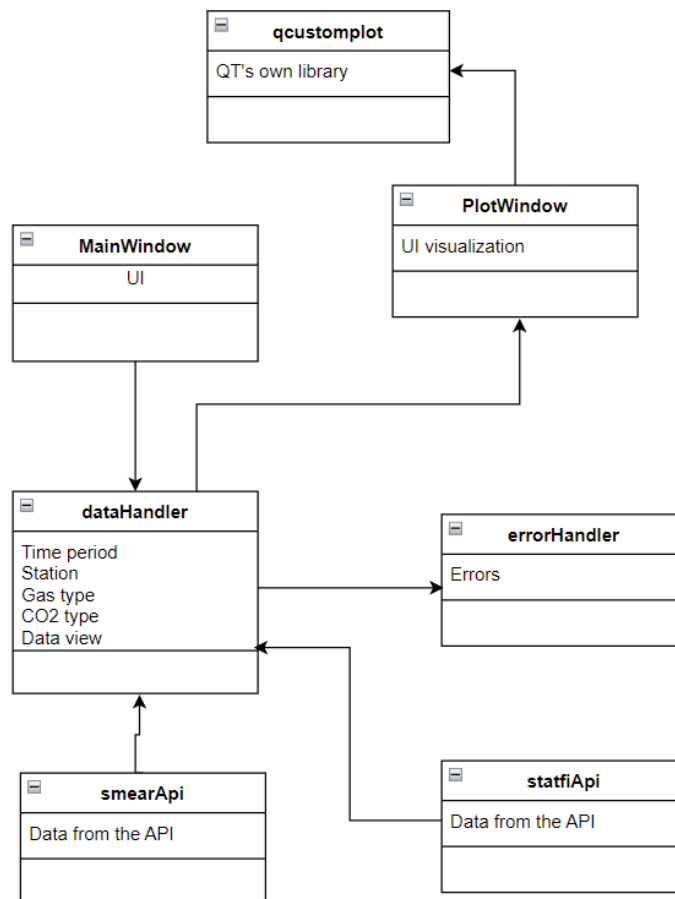 qcustomplot
QT's own library
PlotWindow
UI visualization
MainWindow
UI
dataHandler
Time period
Station
Gas type
CO2 type
Data view
errorHandler
Errors
smearApi
Data from the API
statfiApi
Data from the API